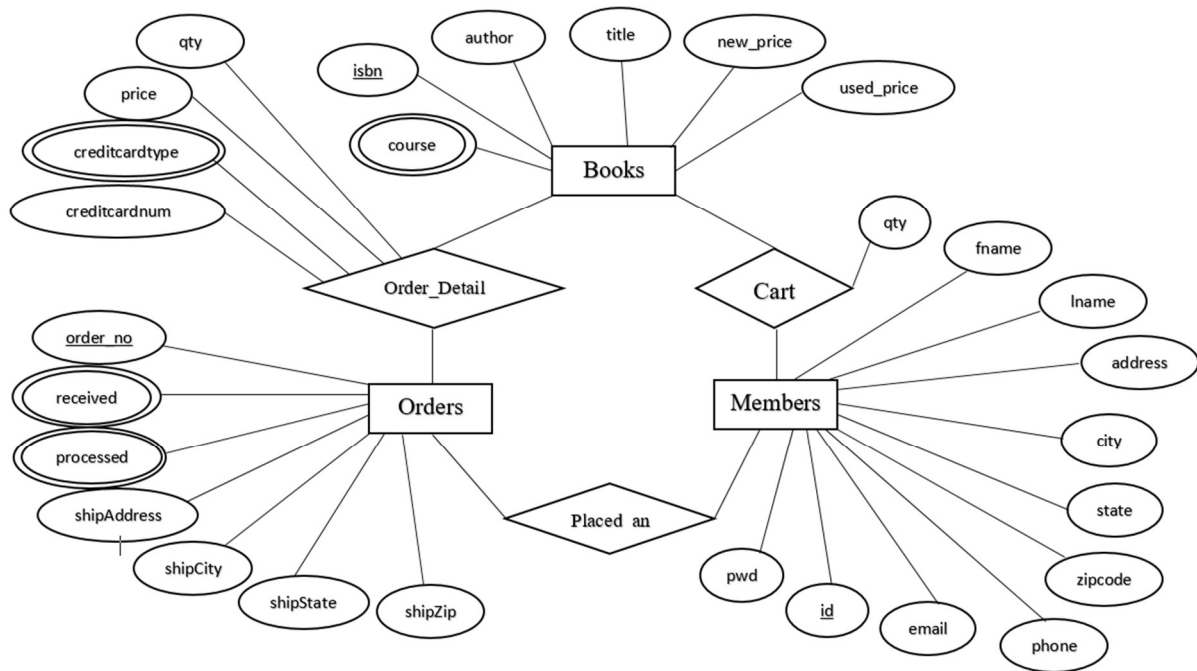 qty
author
title
new_price
isbn
price
used_price
creditcardtype
course
Books
creditcardnum
qty
fname
Order_Detail
Cart
lname
order_no
address
received
Orders
Members
processed
city
shipAddress
state
Placed an
shipCity
pwd
zipcode
shipState
shipZip
id
email
phone